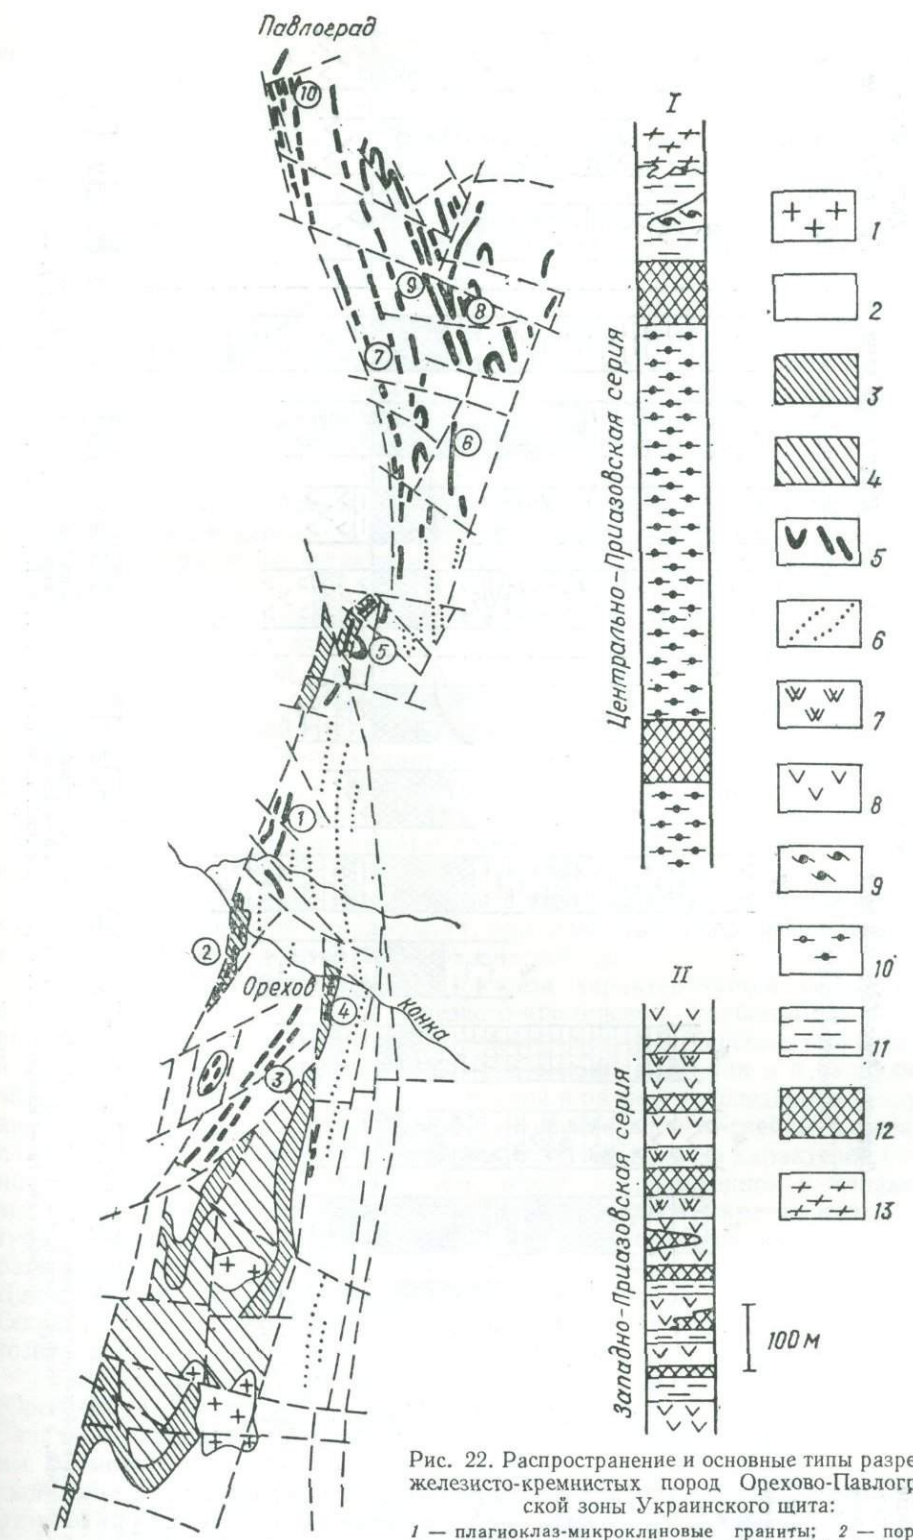 Павлоград
10
9
8
7
6
5
1
2
Орехов
4
Конка
3
I
Центрально-Приазовская серия
II
Западно-Приазовская серия
100 м
1
2
3
4
5
6
7
8
9
10
11
12
13
Рис. 22. Распространение и основные типы разре
железисто-кремнистых пород Орехово-Павлогр
ской зоны Украинского щита:
1 — плагиоклаз-микроклиновые граниты; 2 — пор